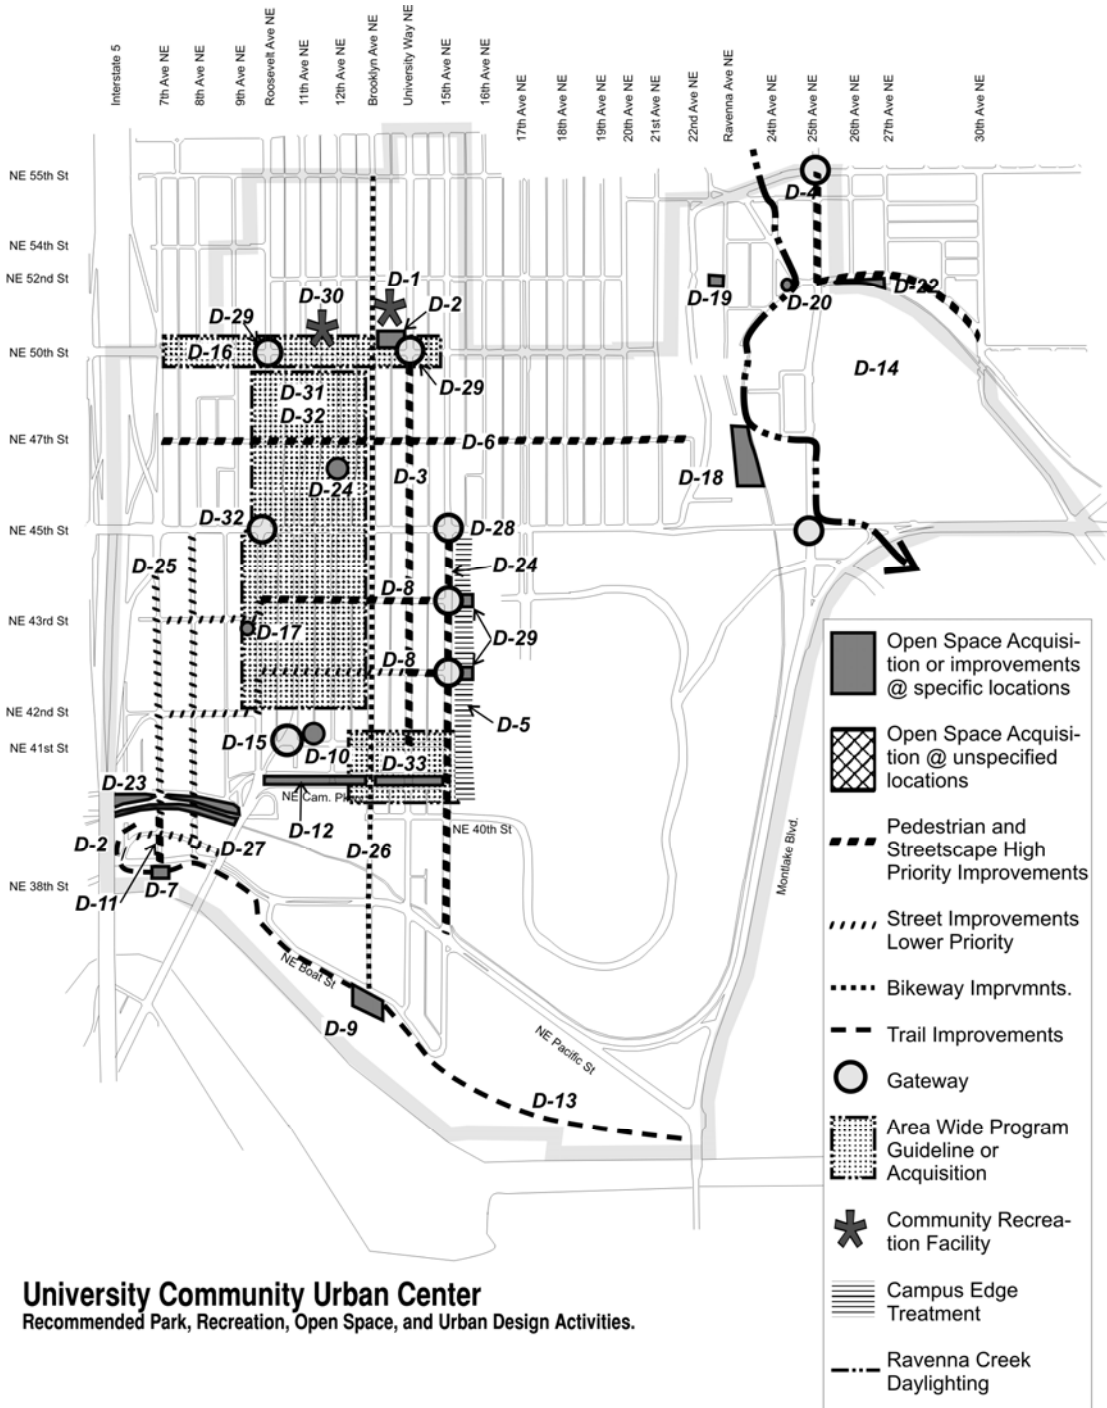 Interstate 5
7th Ave NE
8th Ave NE
9th Ave NE
Roosevelt Ave NE
11th Ave NE
12th Ave NE
Brooklyn Ave NE
University Way NE
15th Ave NE
16th Ave NE
17th Ave NE
18th Ave NE
19th Ave NE
20th Ave NE
21st Ave NE
22nd Ave NE
Ravenna Ave NE
24th Ave NE
25th Ave NE
26th Ave NE
27th Ave NE
30th Ave NE
NE 55th St
D-4
NE 54th St
NE 52nd St
D-1
D-30
D-2
D-19
D-20
D-22
D-29
D-16
NE 50th St
D-29
D-14
D-31
D-32
NE 47th St
D-6
D-3
D-24
D-18
D-32
D-28
NE 45th St
D-25
D-24
D-8
NE 43rd St
D-17
D-29
D-8
NE 42nd St
D-5
D-15
NE 41st St
D-10
D-33
D-23
NE Cam. Pk
D-12
NE 40th St
D-2
D-27
D-26
NE 38th St
D-7
D-11
Montlake Blvd.
NE Boat St
D-9
NE Pacific St
D-13
Open Space Acquisi-
tion or improvements
@ specific locations
Open Space Acquisi-
tion @ unspecified
locations
Pedestrian and
Streetscape High
Priority Improvements
Street Improvements
Lower Priority
Bikeway Imprvmnts.
Trail Improvements
Gateway
Area Wide Program
Guideline or
Acquisition
Community Recrea-
tion Facility
Campus Edge
Treatment
Ravenna Creek
Daylighting
University Community Urban Center
Recommended Park, Recreation, Open Space, and Urban Design Activities.